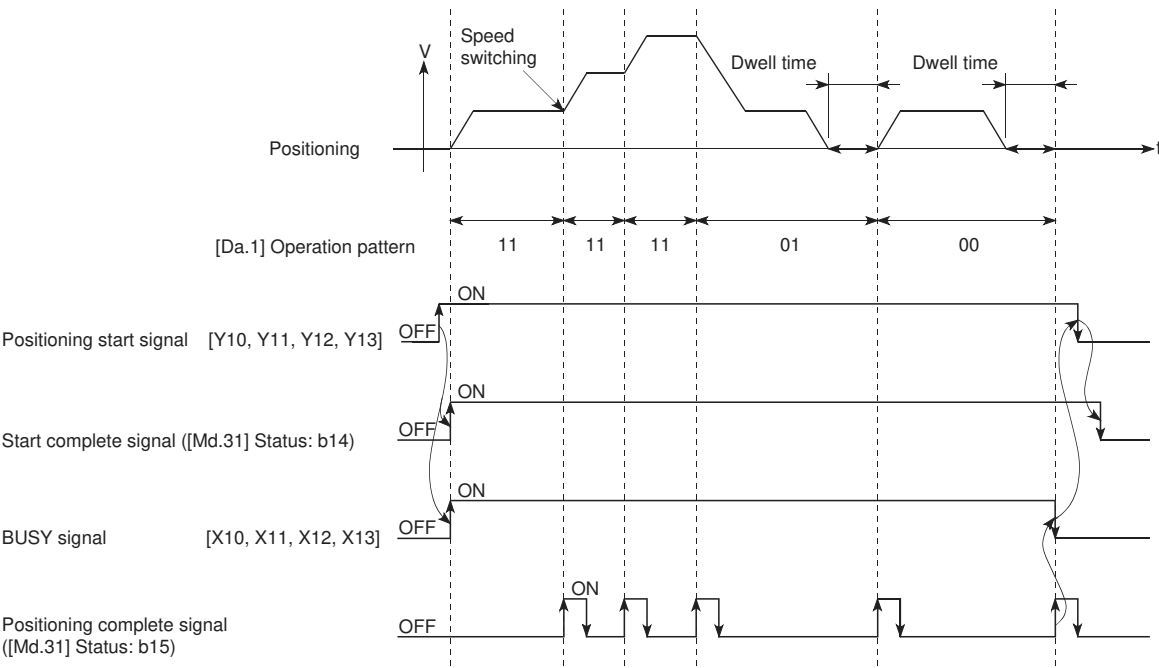 Speed
switching
V
Dwell time
Dwell time
Positioning
t
[Da.1] Operation pattern
11
11
11
01
00
ON
Positioning start signal [Y10, Y11, Y12, Y13]
OFF
ON
Start complete signal ([Md.31] Status: b14)
OFF
ON
BUSY signal [X10, X11, X12, X13]
OFF
ON
Positioning complete signal
([Md.31] Status: b15)
OFF